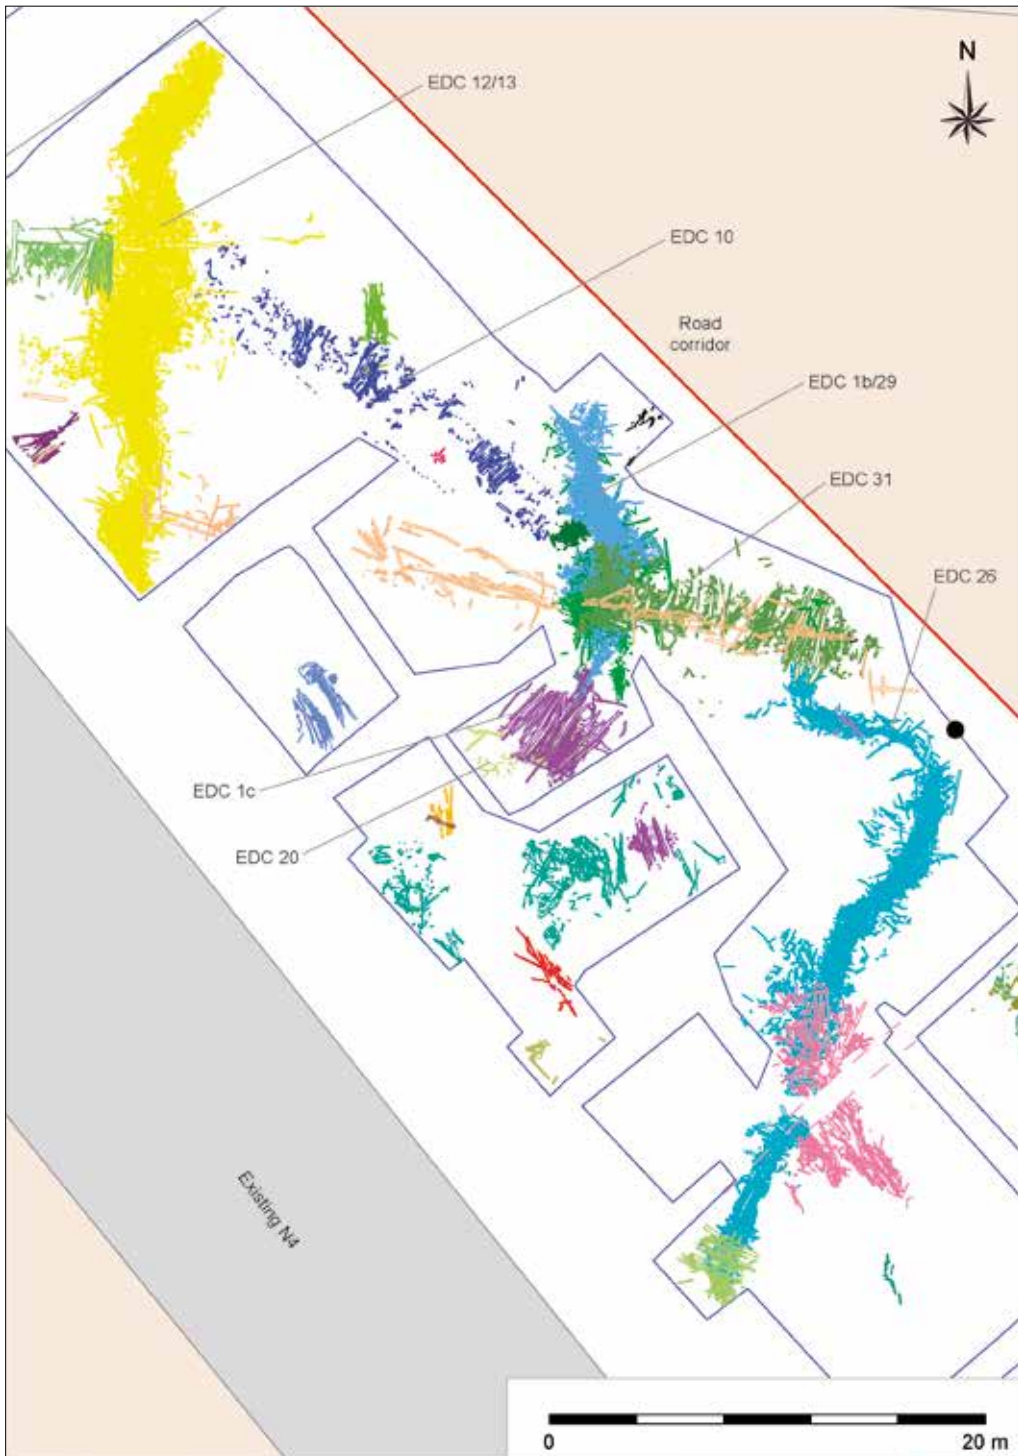 N
EDC 12/13
EDC 10
Road
corridor
EDC 1b/29
EDC 31
EDC 26
EDC 1c
EDC 20
Existing N4
0
20 m